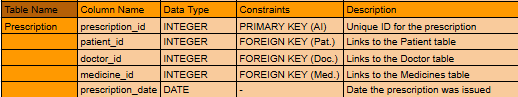 Table Name Column Name Data Type Constraints Description
Prescription prescription_id INTEGER PRIMARY KEY (AI) Unique ID for the prescription
patient_id INTEGER FOREIGN KEY (Pat.) Links to the Patient table
doctor_id INTEGER FOREIGN KEY (Doc.) Links to the Doctor table
medicine_id INTEGER FOREIGN KEY (Med.) Links to the Medicines table
prescription_date DATE - Date the prescription was issued